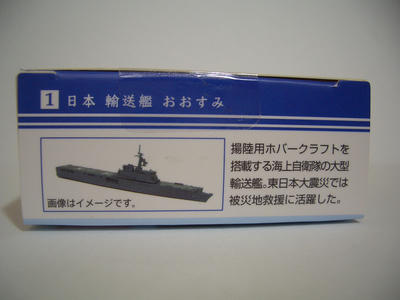 1 日本 輸送艦 おおすみ
揚陸用ホバークラフトを
搭載する海上自衛隊の大型
輸送艦。東日本大震災では
被災地救援に活躍した。
画像はイメージです。